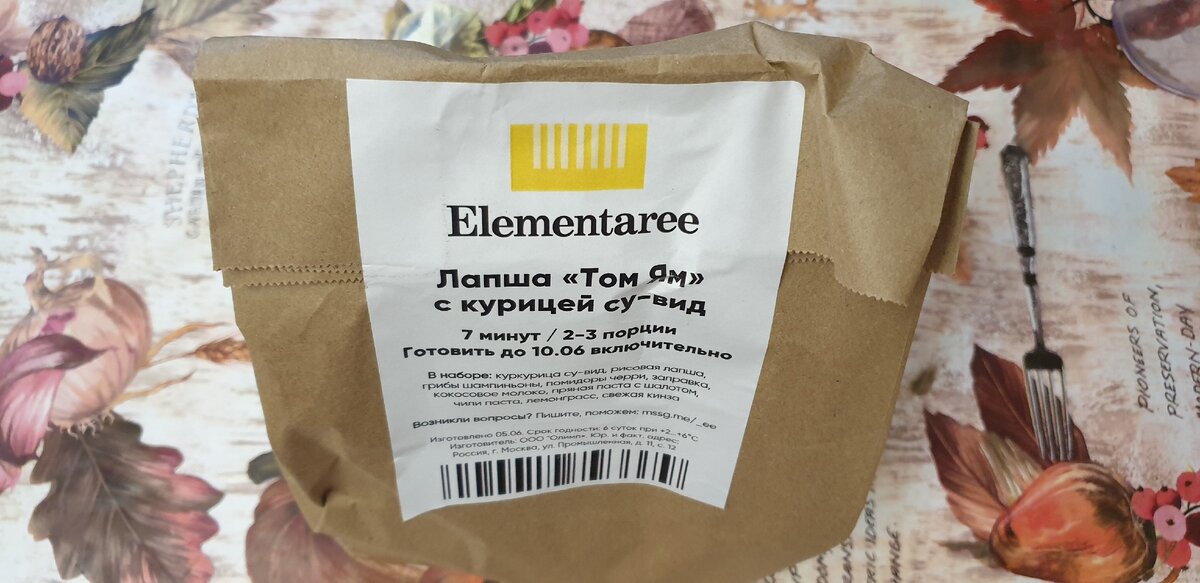 Elementaree
Лапша «Том Ям»
с курицей су-вид
7 минут / 2-3 порции
Готовить до 10.06 включительно
В наборе: куркурица су-вид, рисовая лапша,
грибы шампиньоны, помидоры черри, заправка,
кокосовое молоко, пряная паста с шалотом,
чили паста, лемонграсс, свежая кинза
Возникли вопросы? Пишите, поможем: mssg.me/_ee
Изготовлено 05.06. Срок годности: 6 суток при +2...+6°C
Изготовитель: ООО "Олимп". Юр. и факт. адрес:
Россия, г. Москва, ул. Промышленная, д. 11, с. 12
PIONEERS OF
PRESERVATION,